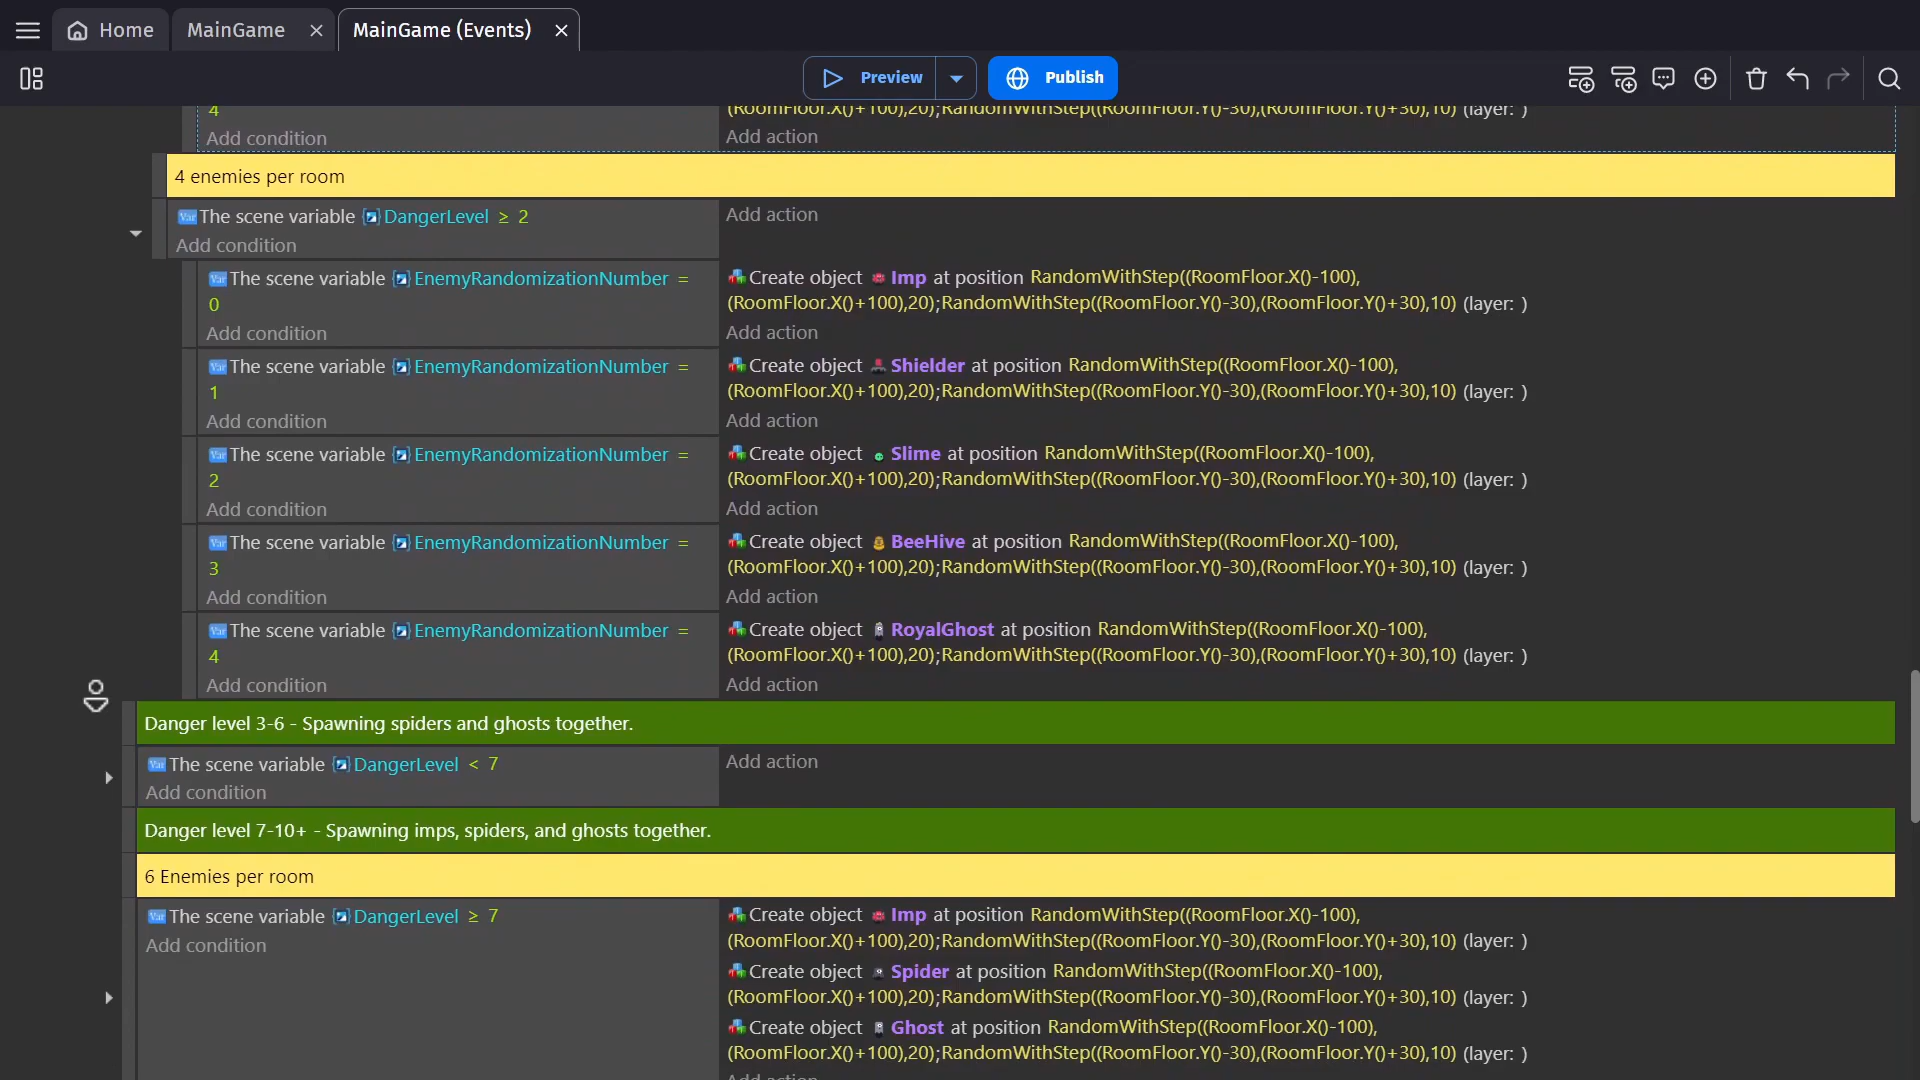 Home
MainGame
MainGame (Events)
Preview
Publish
4
(RoomFloor.X()+100),20);RandomWithStep((RoomFloor.Y()-30),(RoomFloor.Y()+30),10) (layer: )
Add condition
Add action
4 enemies per room
Var The scene variable DangerLevel ≥ 2
Add action
Add condition
Var The scene variable EnemyRandomizationNumber =
0
Add condition
Create object Imp at position RandomWithStep((RoomFloor.X()-100),
(RoomFloor.X()+100),20);RandomWithStep((RoomFloor.Y()-30),(RoomFloor.Y()+30),10) (layer: )
Add action
Var The scene variable EnemyRandomizationNumber =
1
Add condition
Create object Shielder at position RandomWithStep((RoomFloor.X()-100),
(RoomFloor.X()+100),20);RandomWithStep((RoomFloor.Y()-30),(RoomFloor.Y()+30),10) (layer: )
Add action
Var The scene variable EnemyRandomizationNumber =
2
Add condition
Create object Slime at position RandomWithStep((RoomFloor.X()-100),
(RoomFloor.X()+100),20);RandomWithStep((RoomFloor.Y()-30),(RoomFloor.Y()+30),10) (layer: )
Add action
Var The scene variable EnemyRandomizationNumber =
3
Add condition
Create object BeeHive at position RandomWithStep((RoomFloor.X()-100),
(RoomFloor.X()+100),20);RandomWithStep((RoomFloor.Y()-30),(RoomFloor.Y()+30),10) (layer: )
Add action
Var The scene variable EnemyRandomizationNumber =
4
Add condition
Create object RoyalGhost at position RandomWithStep((RoomFloor.X()-100),
(RoomFloor.X()+100),20);RandomWithStep((RoomFloor.Y()-30),(RoomFloor.Y()+30),10) (layer: )
Add action
Danger level 3-6 - Spawning spiders and ghosts together.
Var The scene variable DangerLevel < 7
Add action
Add condition
Danger level 7-10+ - Spawning imps, spiders, and ghosts together.
6 Enemies per room
Var The scene variable DangerLevel ≥ 7
Add condition
Create object Imp at position RandomWithStep((RoomFloor.X()-100),
(RoomFloor.X()+100),20);RandomWithStep((RoomFloor.Y()-30),(RoomFloor.Y()+30),10) (layer: )
Create object Spider at position RandomWithStep((RoomFloor.X()-100),
(RoomFloor.X()+100),20);RandomWithStep((RoomFloor.Y()-30),(RoomFloor.Y()+30),10) (layer: )
Create object Ghost at position RandomWithStep((RoomFloor.X()-100),
(RoomFloor.X()+100),20);RandomWithStep((RoomFloor.Y()-30),(RoomFloor.Y()+30),10) (layer: )
Add action